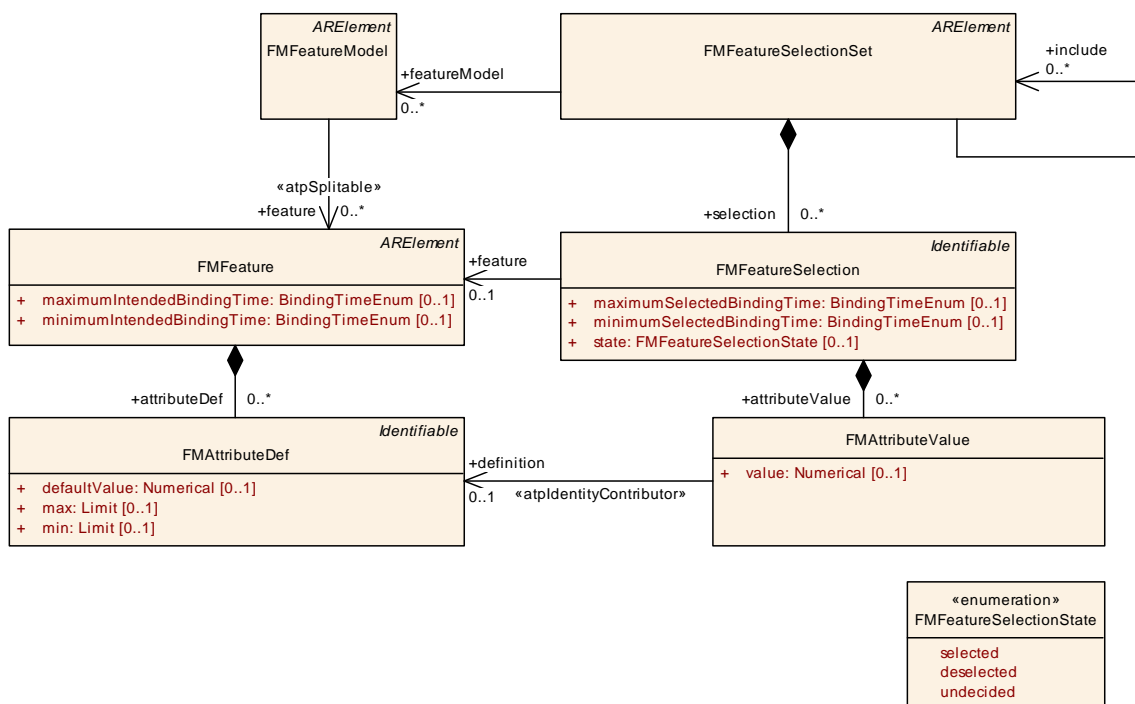 ARElement
FMFeatureModel
ARElement
FMFeatureSelectionSet
+include
0..*
+featureModel
0..*
«atpSplitable»
+feature
0..*
+selection
0..*
ARElement
FMFeature
+ maximumIntendedBindingTime: BindingTimeEnum [0..1]
+ minimumIntendedBindingTime: BindingTimeEnum [0..1]
+feature
0..1
Identifiable
FMFeatureSelection
+ maximumSelectedBindingTime: BindingTimeEnum [0..1]
+ minimumSelectedBindingTime: BindingTimeEnum [0..1]
+ state: FMFeatureSelectionState [0..1]
+attributeDef
0..*
+attributeValue
0..*
Identifiable
FMAttributeDef
+ defaultValue: Numerical [0..1]
+ max: Limit [0..1]
+ min: Limit [0..1]
+definition
0..1
«atpIdentityContributor»
FMAttributeValue
+ value: Numerical [0..1]
«enumeration»
FMFeatureSelectionState
selected
deselected
undecided